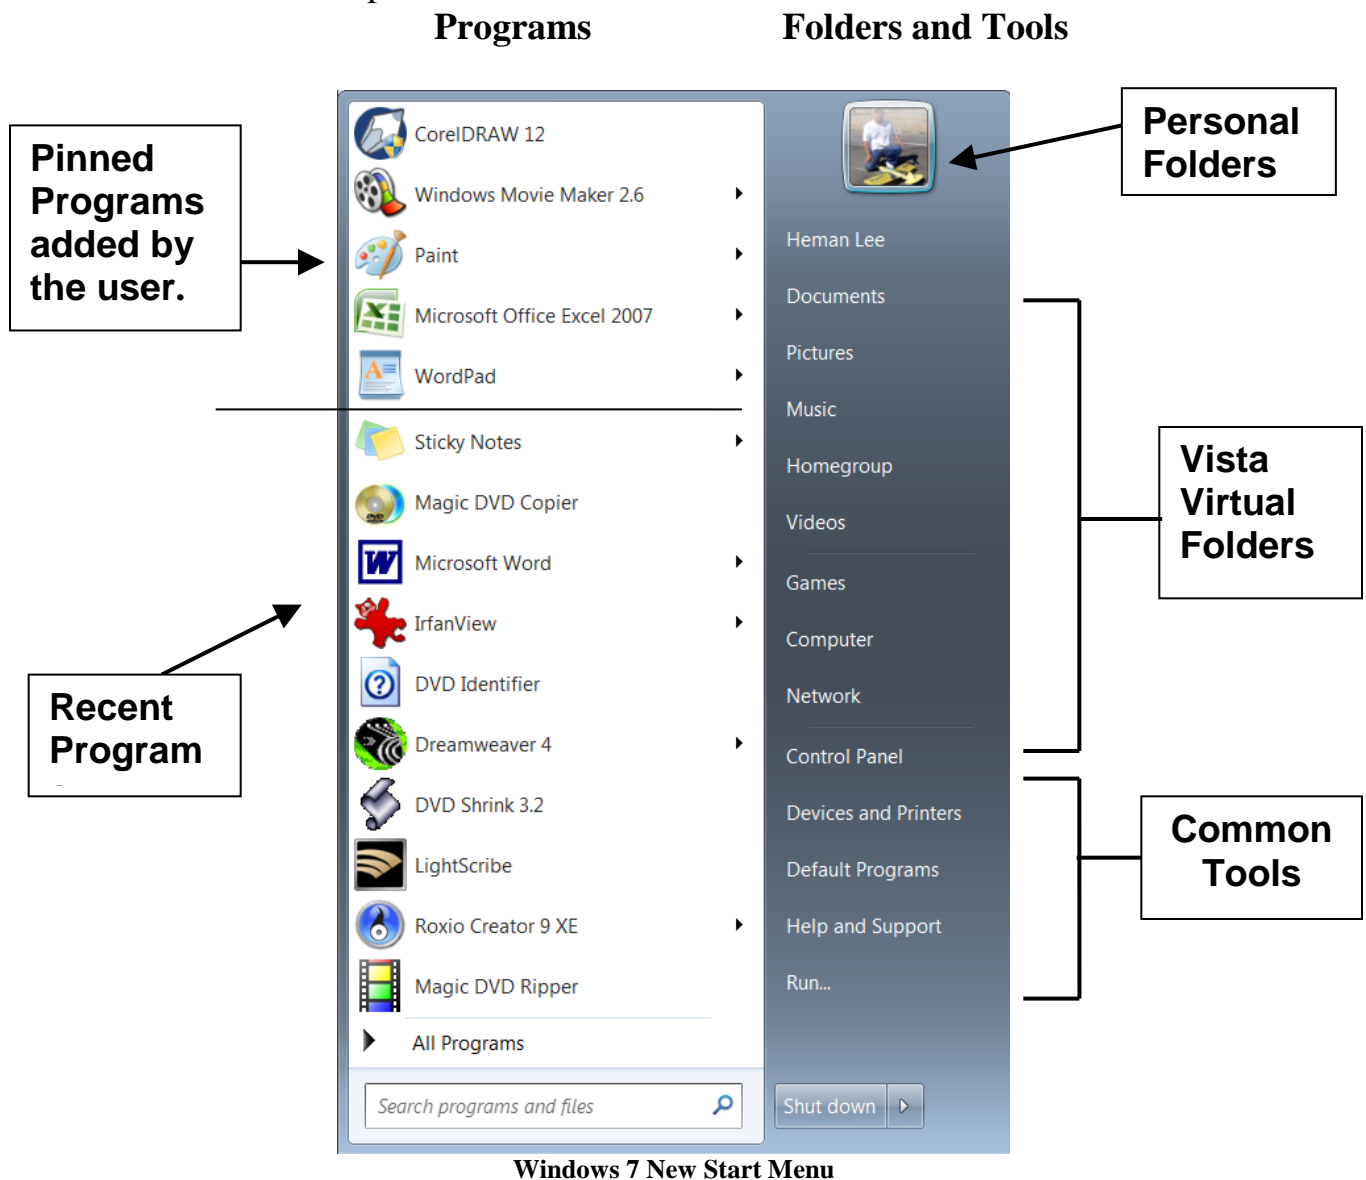 Programs
Folders and Tools
Pinned
Programs
added by
the user.
Recent
Program
CorelDRAW 12
Windows Movie Maker 2.6
Paint
Microsoft Office Excel 2007
WordPad
Sticky Notes
Magic DVD Copier
Microsoft Word
IrfanView
DVD Identifier
Dreamweaver 4
DVD Shrink 3.2
LightScribe
Roxio Creator 9 XE
Magic DVD Ripper
All Programs
Search programs and files
Heman Lee
Documents
Pictures
Music
Homegroup
Videos
Games
Computer
Network
Control Panel
Devices and Printers
Default Programs
Help and Support
Run...
Shut down
Personal
Folders
Vista
Virtual
Folders
Common
Tools
Windows 7 New Start Menu